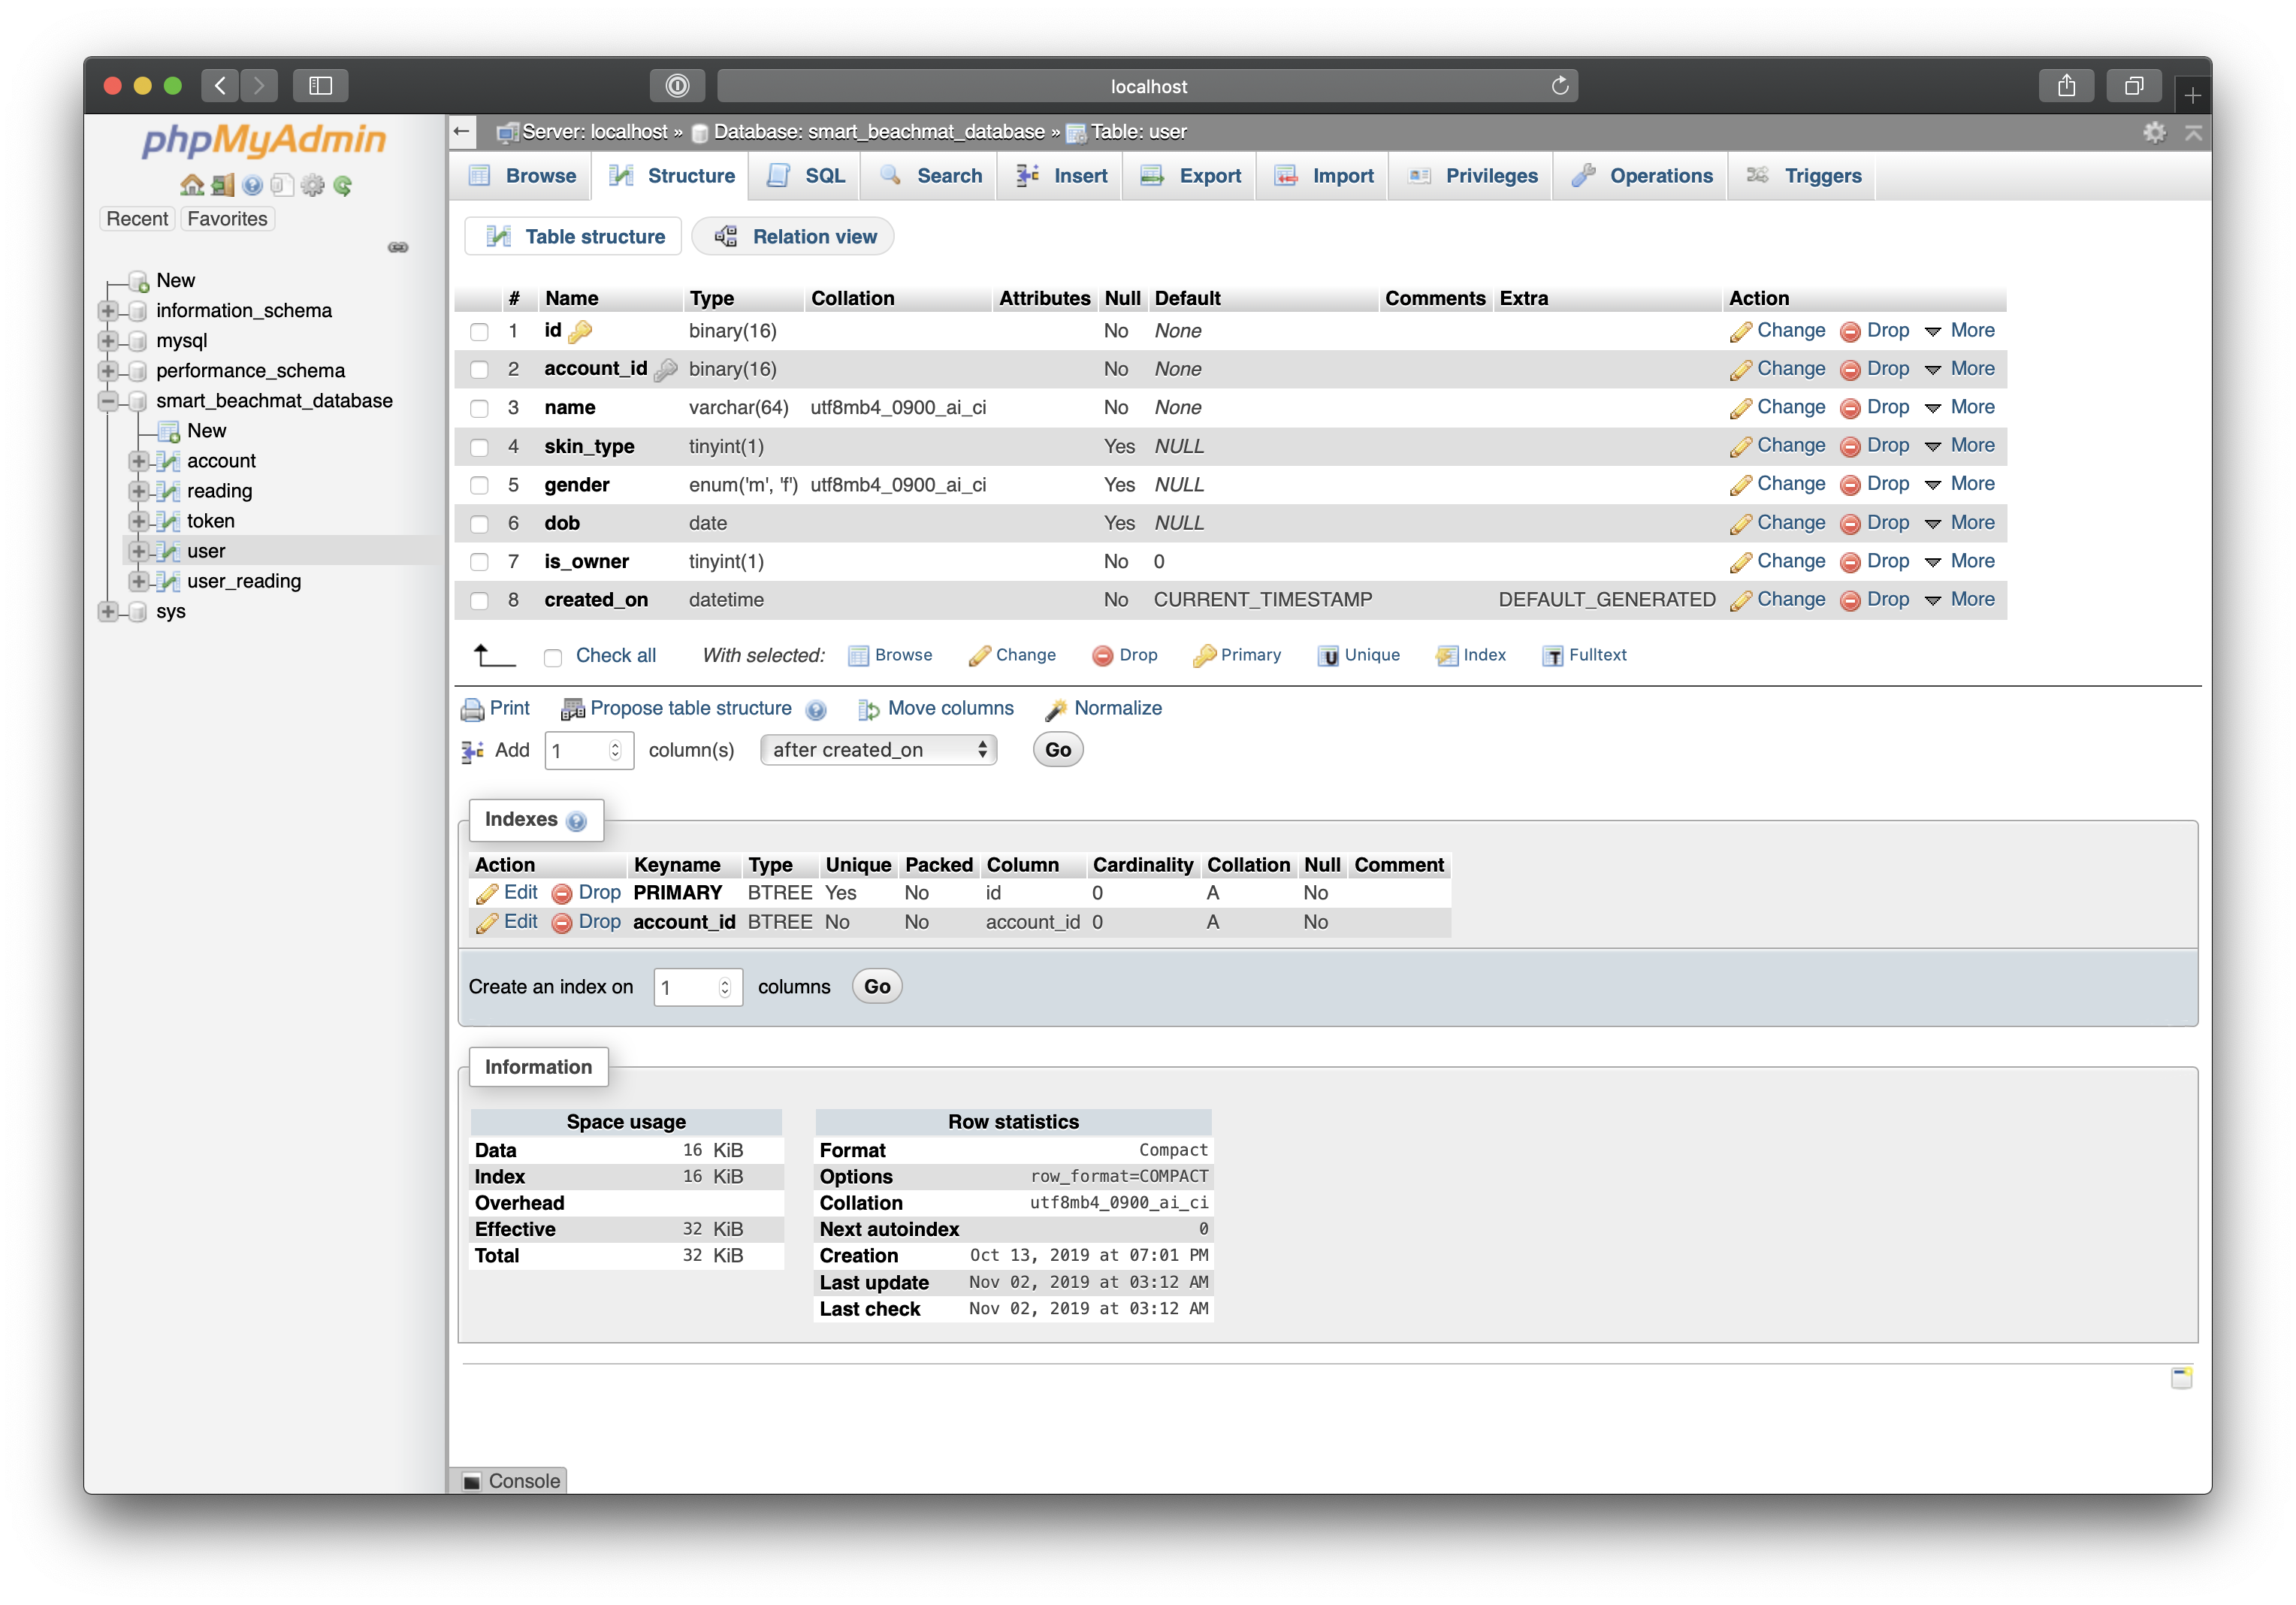 localhost
phpMyAdmin
Recent Favorites
New
information_schema
mysql
performance_schema
smart_beachmat_database
New
account
reading
token
user
user_reading
sys
Server: localhost » Database: smart_beachmat_database » Table: user
Browse Structure SQL Search Insert Export Import Privileges Operations Triggers
Table structure Relation view
# Name Type Collation Attributes Null Default Comments Extra Action
1 id binary(16) No None Change Drop More
2 account_id binary(16) No None Change Drop More
3 name varchar(64) utf8mb4_0900_ai_ci No None Change Drop More
4 skin_type tinyint(1) Yes NULL Change Drop More
5 gender enum('m', 'f') utf8mb4_0900_ai_ci Yes NULL Change Drop More
6 dob date Yes NULL Change Drop More
7 is_owner tinyint(1) No 0 Change Drop More
8 created_on datetime No CURRENT_TIMESTAMP DEFAULT_GENERATED Change Drop More
Check all With selected: Browse Change Drop Primary Unique Index Fulltext
Print Propose table structure Move columns Normalize
Add 1 column(s) after created_on Go
Indexes
Action Keyname Type Unique Packed Column Cardinality Collation Null Comment
Edit Drop PRIMARY BTREE Yes No id 0 A No
Edit Drop account_id BTREE No No account_id 0 A No
Create an index on 1 columns Go
Information
Space usage
Data 16 KiB
Index 16 KiB
Overhead
Effective 32 KiB
Total 32 KiB
Row statistics
Format Compact
Options row_format=COMPACT
Collation utf8mb4_0900_ai_ci
Next autoindex 0
Creation Oct 13, 2019 at 07:01 PM
Last update Nov 02, 2019 at 03:12 AM
Last check Nov 02, 2019 at 03:12 AM
Console